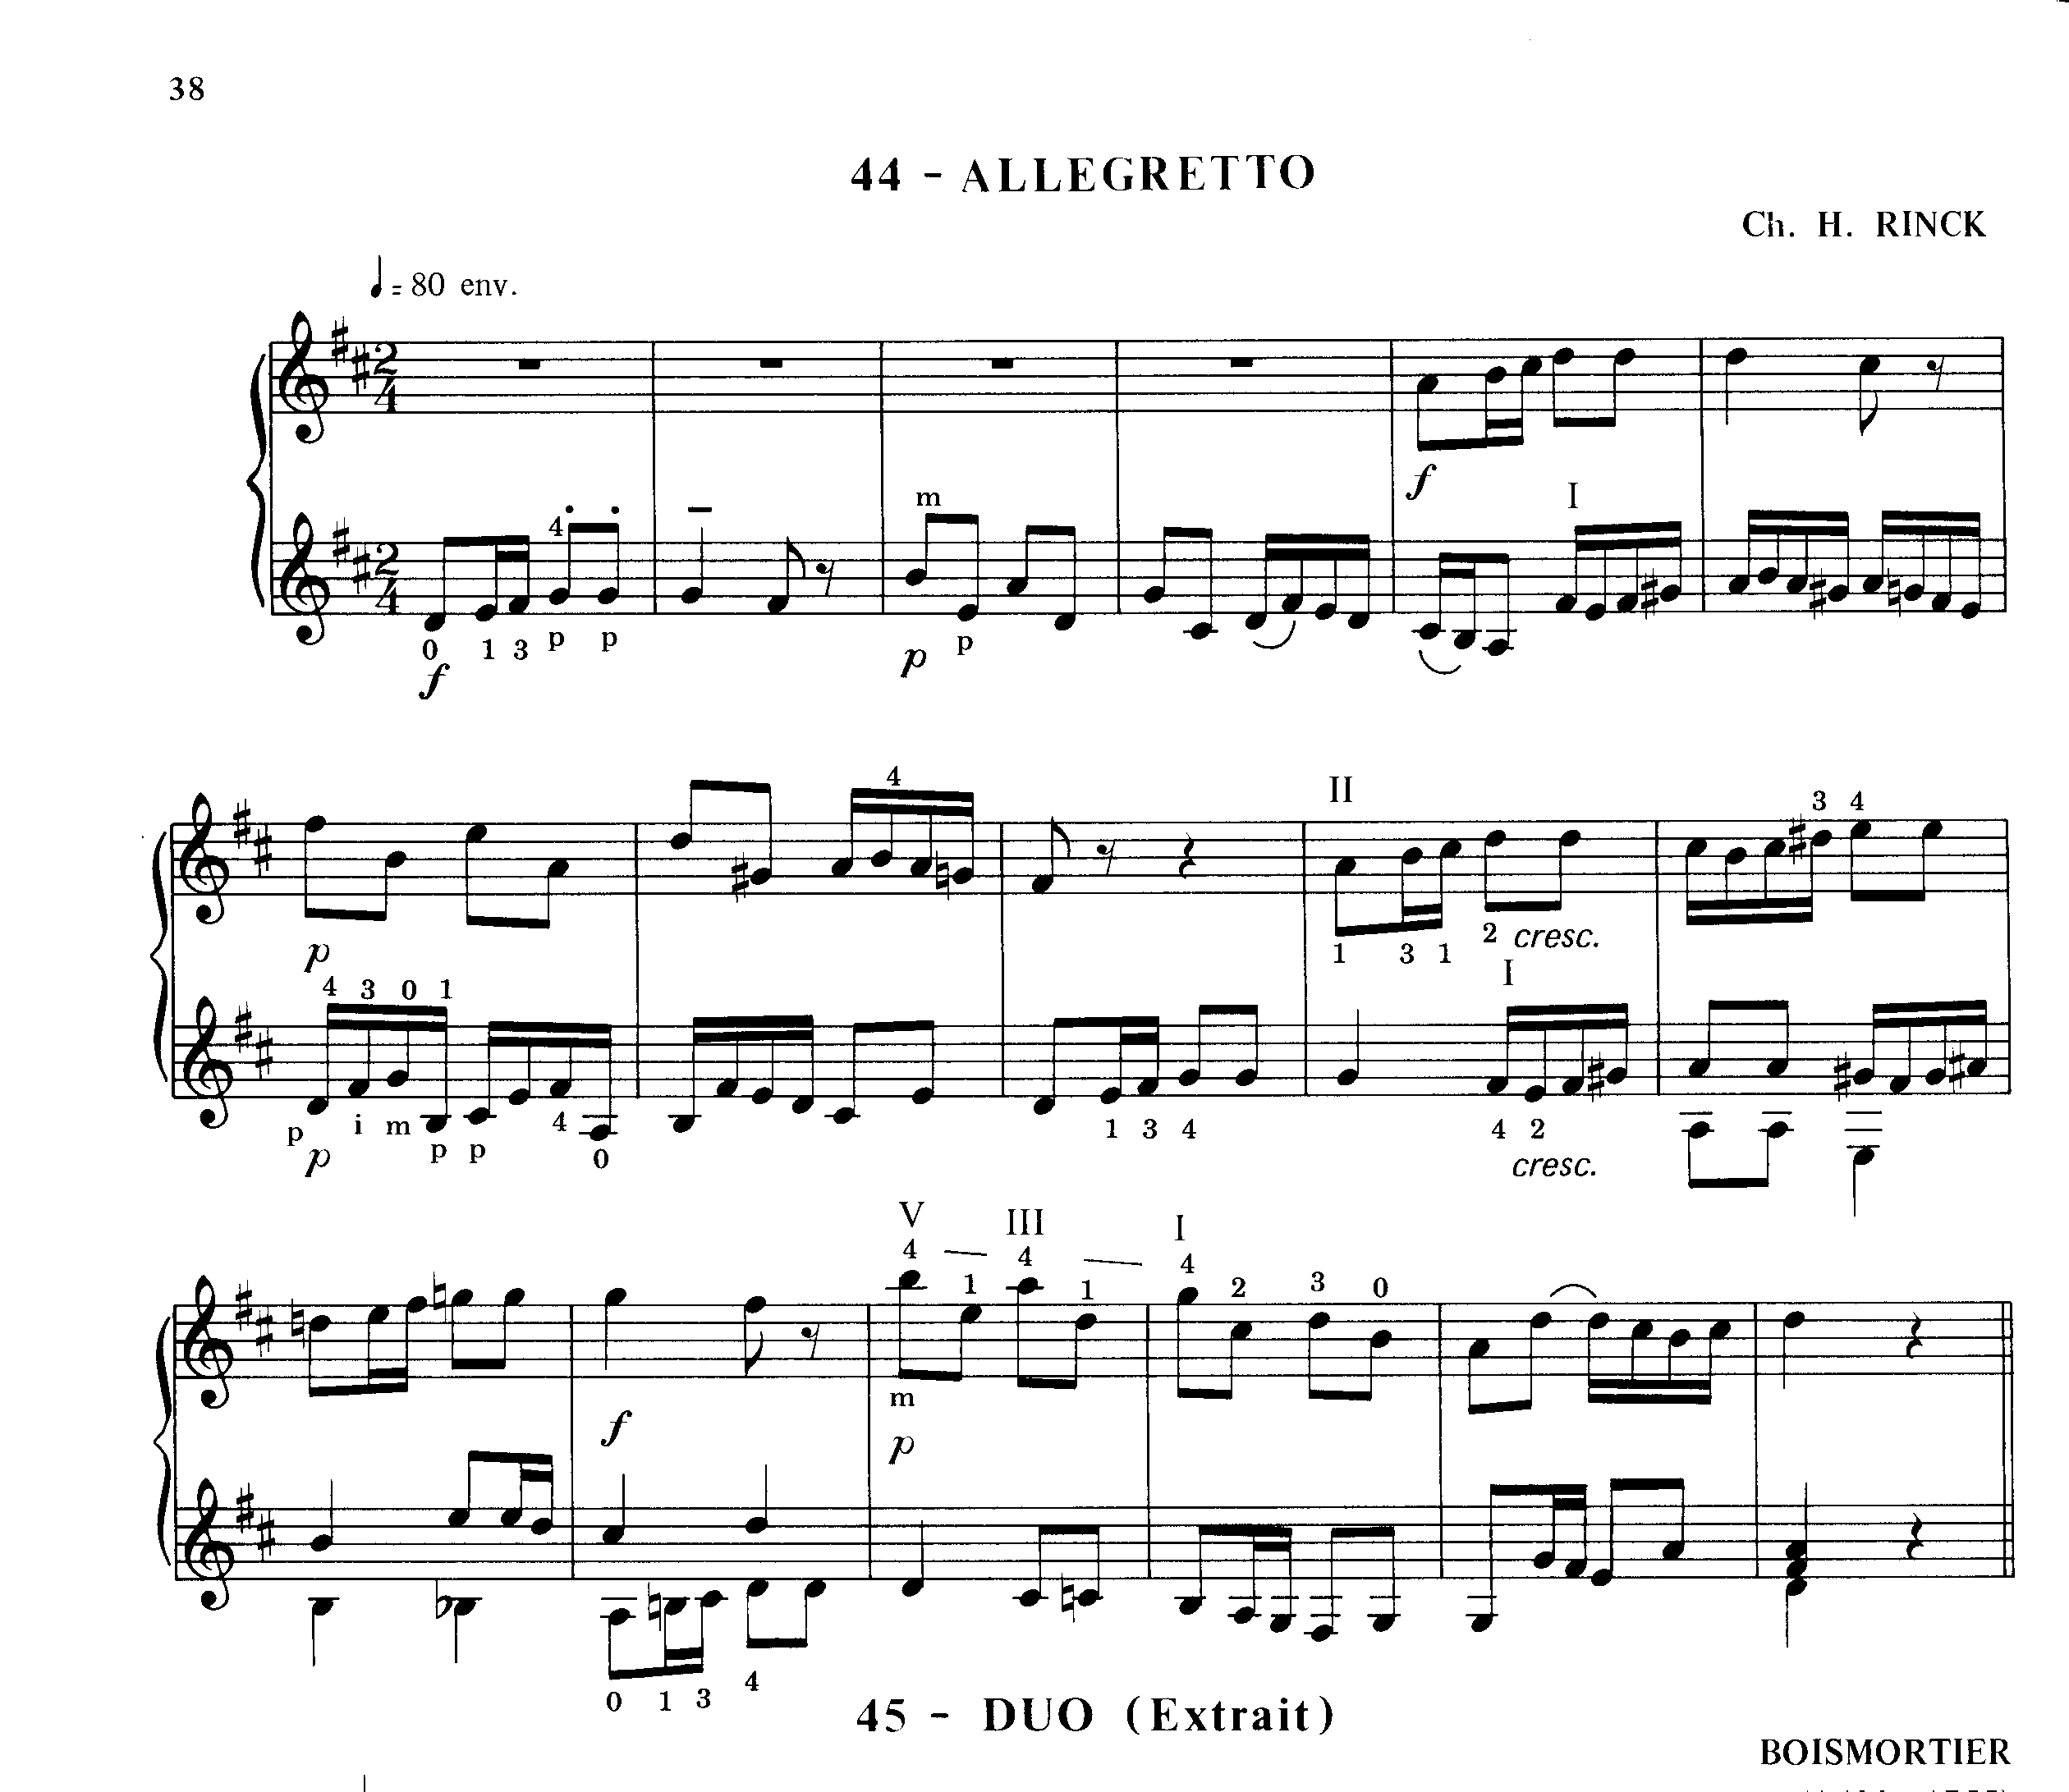 38
44 - ALLEGRETTO
Ch. H. RINCK
= 80 env.
m
4
I
f
0 1 3 p p
p
p
f
4
II
3 4
p
1 3 1 2 cresc.
4 3 0 1
I
p i m p p 4 0
1 3 4
4 2
p
cresc.
V III I
4 1 4 1 4 2 3 0
m
f
p
0 1 3 4
45 - DUO (Extrait)
BOISMORTIER